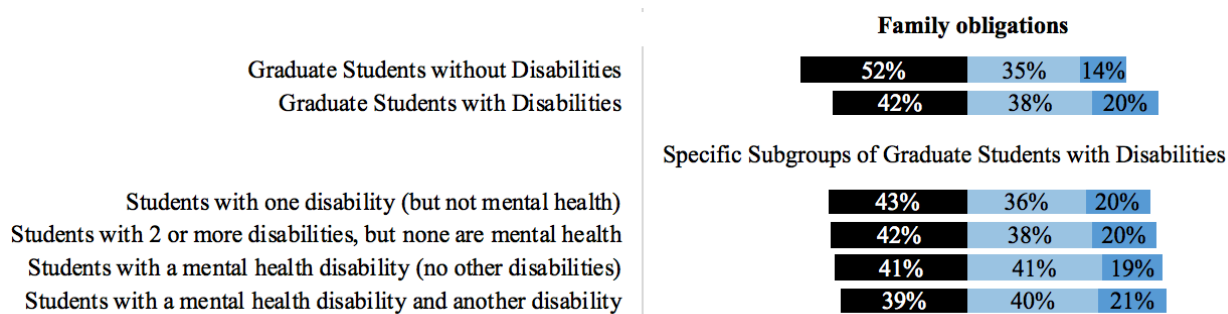 Family obligations
Graduate Students without Disabilities 52% 35% 14%
Graduate Students with Disabilities 42% 38% 20%
Specific Subgroups of Graduate Students with Disabilities
Students with one disability (but not mental health) 43% 36% 20%
Students with 2 or more disabilities, but none are mental health 42% 38% 20%
Students with a mental health disability (no other disabilities) 41% 41% 19%
Students with a mental health disability and another disability 39% 40% 21%